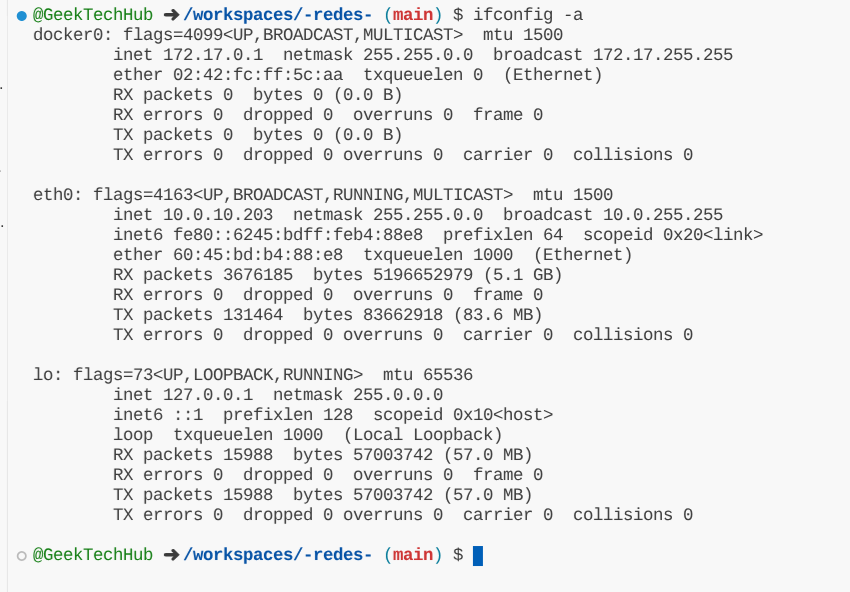 @GeekTechHub ➜ /workspaces/-redes- (main) $ ifconfig -a
docker0: flags=4099<UP,BROADCAST,MULTICAST>  mtu 1500
        inet 172.17.0.1  netmask 255.255.0.0  broadcast 172.17.255.255
        ether 02:42:fc:ff:5c:aa  txqueuelen 0  (Ethernet)
        RX packets 0  bytes 0 (0.0 B)
        RX errors 0  dropped 0  overruns 0  frame 0
        TX packets 0  bytes 0 (0.0 B)
        TX errors 0  dropped 0 overruns 0  carrier 0  collisions 0

eth0: flags=4163<UP,BROADCAST,RUNNING,MULTICAST>  mtu 1500
        inet 10.0.10.203  netmask 255.255.0.0  broadcast 10.0.255.255
        inet6 fe80::6245:bdff:feb4:88e8  prefixlen 64  scopeid 0x20<link>
        ether 60:45:bd:b4:88:e8  txqueuelen 1000  (Ethernet)
        RX packets 3676185  bytes 5196652979 (5.1 GB)
        RX errors 0  dropped 0  overruns 0  frame 0
        TX packets 131464  bytes 83662918 (83.6 MB)
        TX errors 0  dropped 0 overruns 0  carrier 0  collisions 0

lo: flags=73<UP,LOOPBACK,RUNNING>  mtu 65536
        inet 127.0.0.1  netmask 255.0.0.0
        inet6 ::1  prefixlen 128  scopeid 0x10<host>
        loop  txqueuelen 1000  (Local Loopback)
        RX packets 15988  bytes 57003742 (57.0 MB)
        RX errors 0  dropped 0  overruns 0  frame 0
        TX packets 15988  bytes 57003742 (57.0 MB)
        TX errors 0  dropped 0 overruns 0  carrier 0  collisions 0

@GeekTechHub ➜ /workspaces/-redes- (main) $